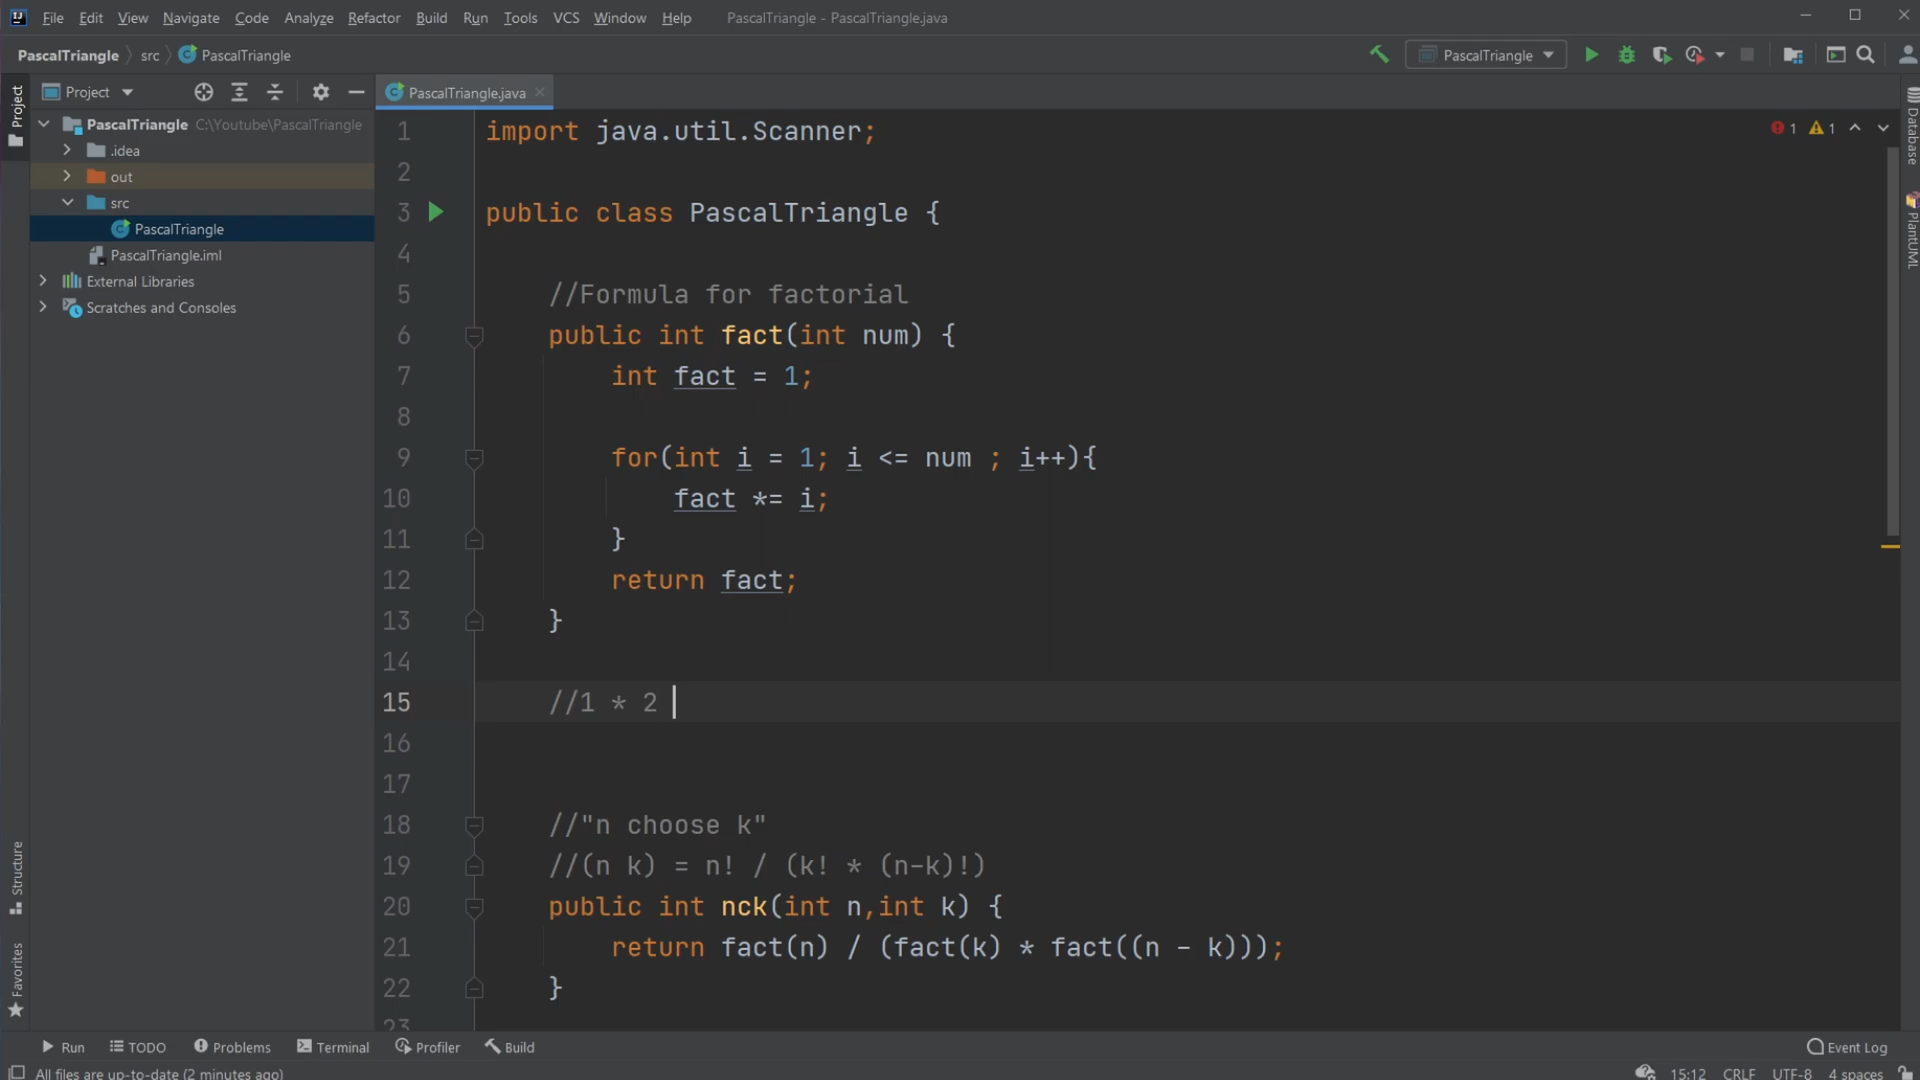 File Edit View Navigate Code Analyze Refactor Build Run Tools VCS Window Help PascalTriangle - PascalTriangle.java
PascalTriangle src PascalTriangle PascalTriangle
Project PascalTriangle.java
PascalTriangle C:\Youtube\PascalTriangle
.idea
out
src
PascalTriangle
PascalTriangle.iml
External Libraries
Scratches and Consoles
Project
Structure
Favorites
1 import java.util.Scanner;
2
3 public class PascalTriangle {
4
5 //Formula for factorial
6 public int fact(int num) {
7 int fact = 1;
8
9 for(int i = 1; i <= num ; i++){
10 fact *= i;
11 }
12 return fact;
13 }
14
15 //1 * 2
16
17
18 //"n choose k"
19 //(n k) = n! / (k! * (n-k)!)
20 public int nck(int n,int k) {
21 return fact(n) / (fact(k) * fact((n - k)));
22 }
23
1 1
Database
PlantUML
Run TODO Problems Terminal Profiler Build Event Log
All files are up-to-date (2 minutes ago) 15:12 CRLF UTF-8 4 spaces